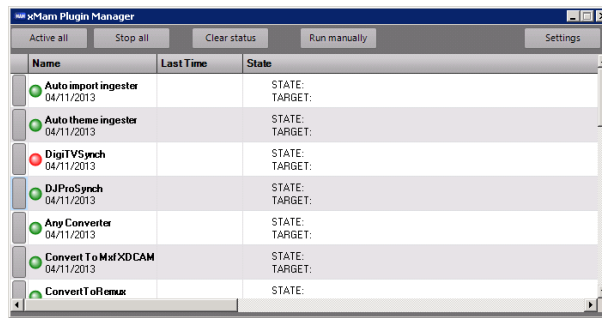 xMam Plugin Manager
Active all Stop all Clear status Run manually Settings
Name Last Time State
Auto import ingester STATE:
04/11/2013 TARGET:
Auto theme ingester STATE:
04/11/2013 TARGET:
DigiTVSynch STATE:
04/11/2013 TARGET:
DJProSynch STATE:
04/11/2013 TARGET:
Any Converter STATE:
04/11/2013 TARGET:
Convert To Mxf XDCAM STATE:
04/11/2013 TARGET:
ConvertToRemux STATE: